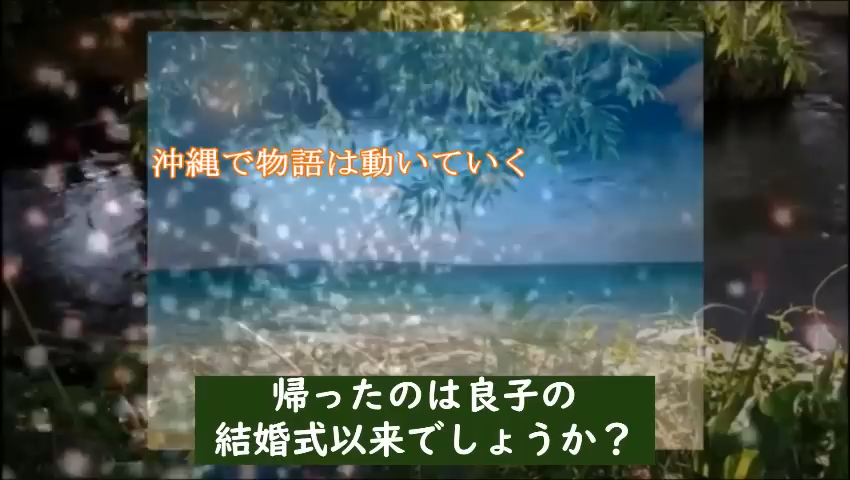 沖縄で物語は動いていく
帰ったのは良子の
結婚式以来でしょうか？